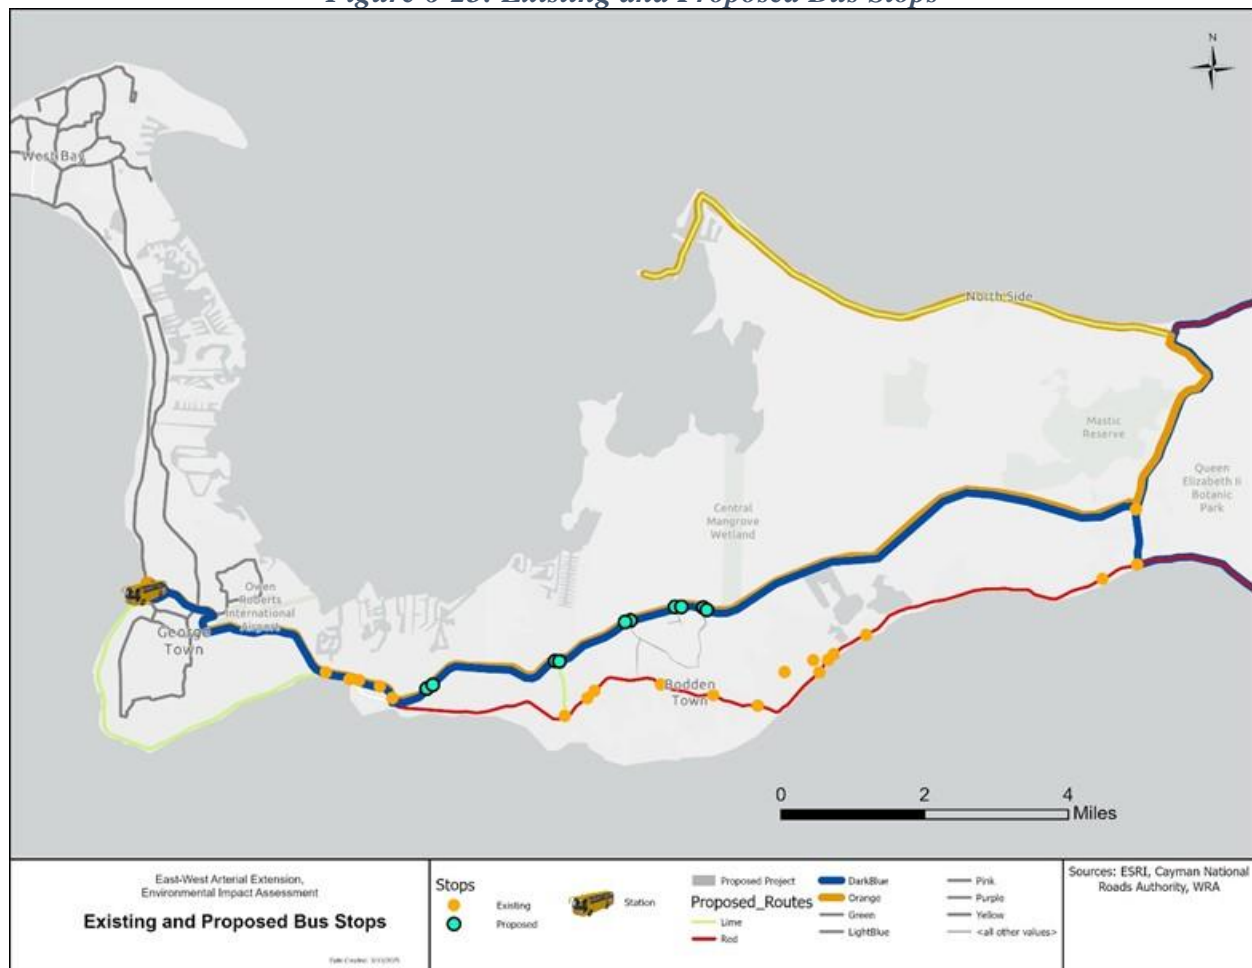 Figure 6-25: Existing and Proposed Bus Stops
N
West Bay
North Side
Mastic
Reserve
Queen
Elizabeth Ii
Botanic
Park
Central
Mangrove
Wetland
Owen
Roberts
International
Airport
George
Town
Bodden
Town
0 2 4
Miles
East-West Arterial Extension,
Environmental Impact Assessment
Existing and Proposed Bus Stops
Date Created:
Stops
Existing
Proposed
Station
Proposed Project
Proposed_Routes
Lime
Red
DarkBlue
Orange
Green
LightBlue
Pink
Purple
Yellow
<all other values>
Sources: ESRI, Cayman National
Roads Authority, WRA